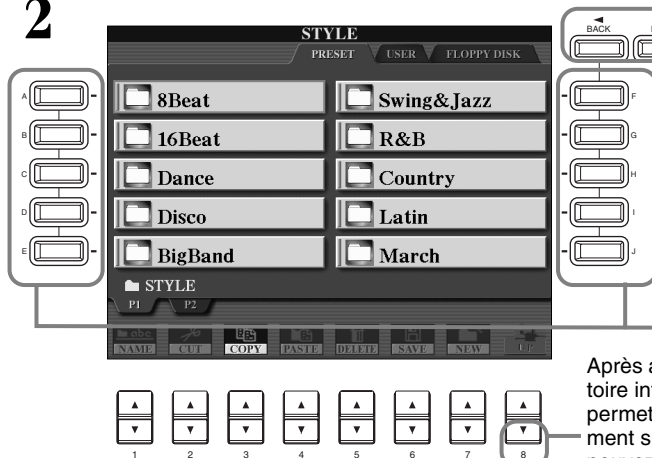 2
BACK
STYLE
PRESET USER FLOPPY DISK
A 8Beat Swing&Jazz F
B 16Beat R&B G
C Dance Country H
D Disco Latin I
E BigBand March J
STYLE
P1 P2
NAME CUT COPY PASTE DELETE SAVE NEW UP
1 2 3 4 5 6 7 8
Après
permet
ment